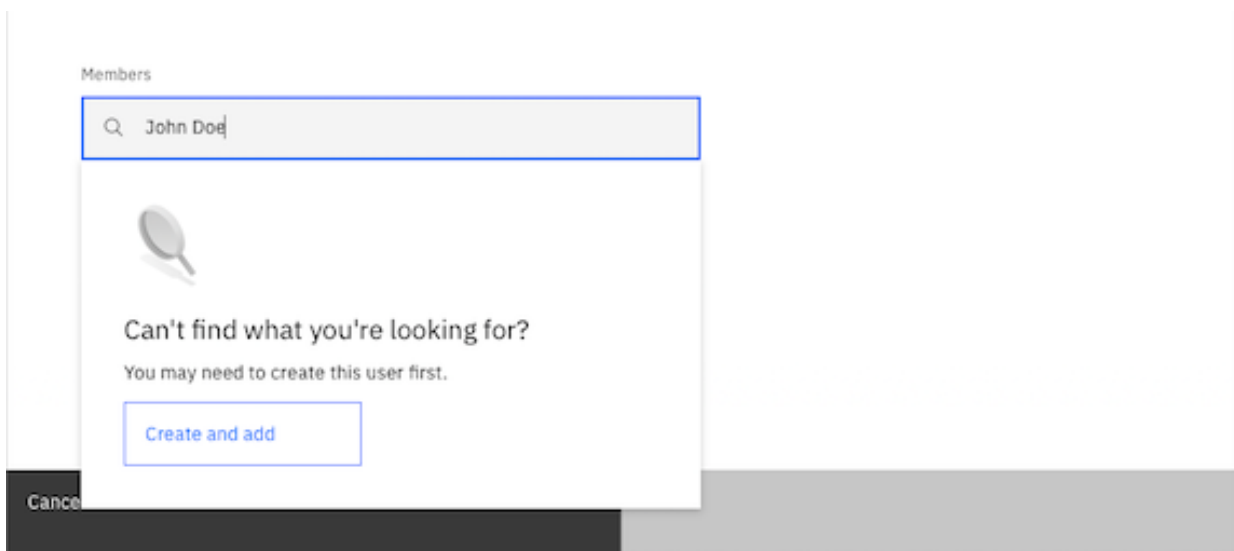 Members
John Doe
Can't find what you're looking for?
You may need to create this user first.
Create and add
Cance